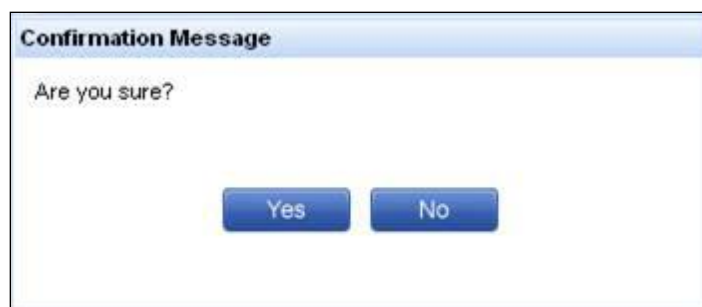 Confirmation Message
Are you sure?
Yes No